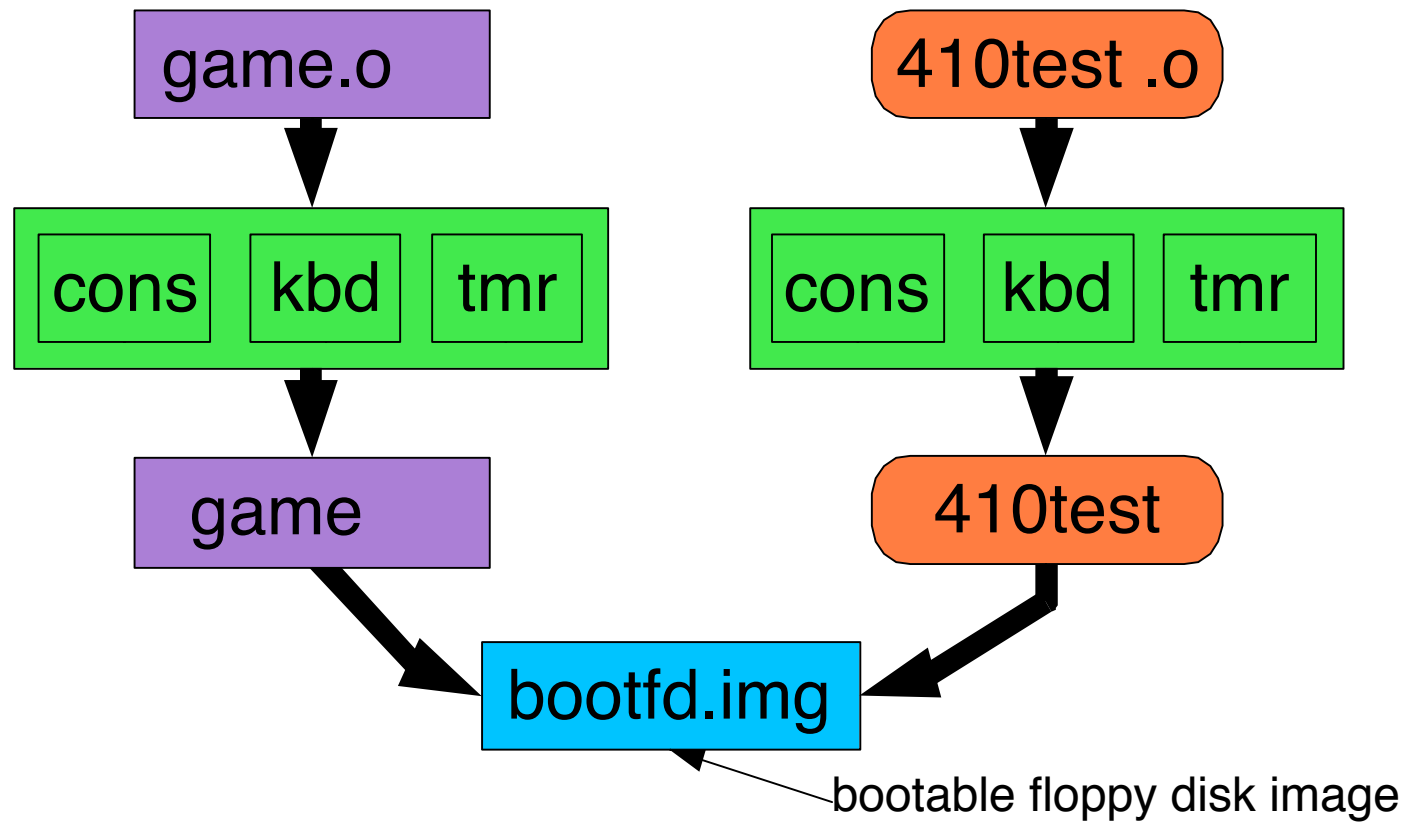 game.o
410test .o
cons kbd tmr
cons kbd tmr
game
410test
bootfd.img
bootable floppy disk image